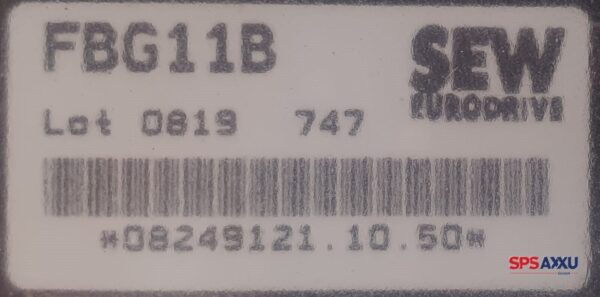 FBG11B
SEW
EURODRIVE
Lot 0819 747
*08249121.10.50*
SPSAXXU